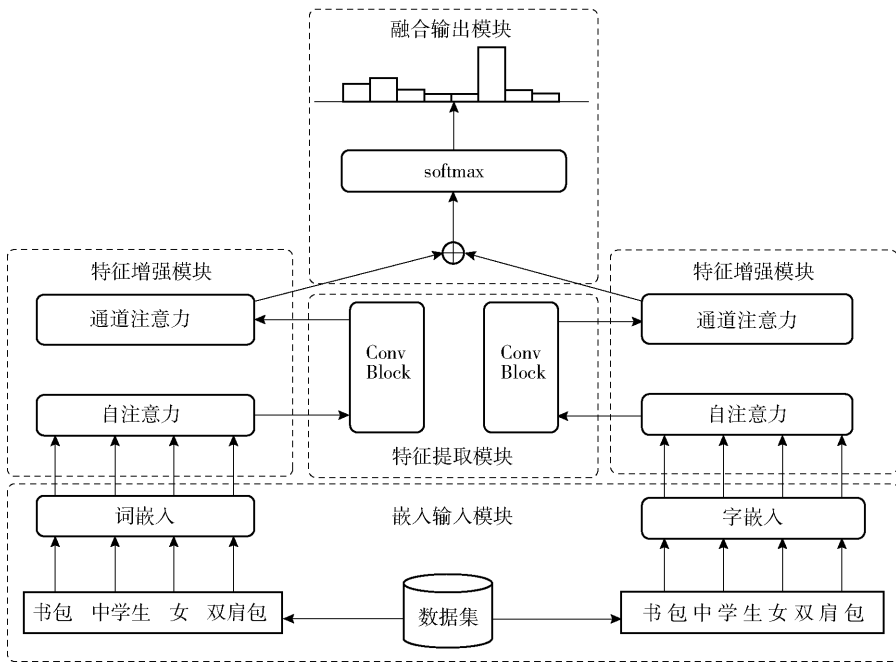 融合输出模块
softmax
特征增强模块
特征增强模块
通道注意力
Conv
Block
Conv
Block
通道注意力
自注意力
自注意力
特征提取模块
词嵌入
嵌入输入模块
字嵌入
书包 中学生 女 双肩包
数据集
书 包 中 学 生 女 双 肩 包